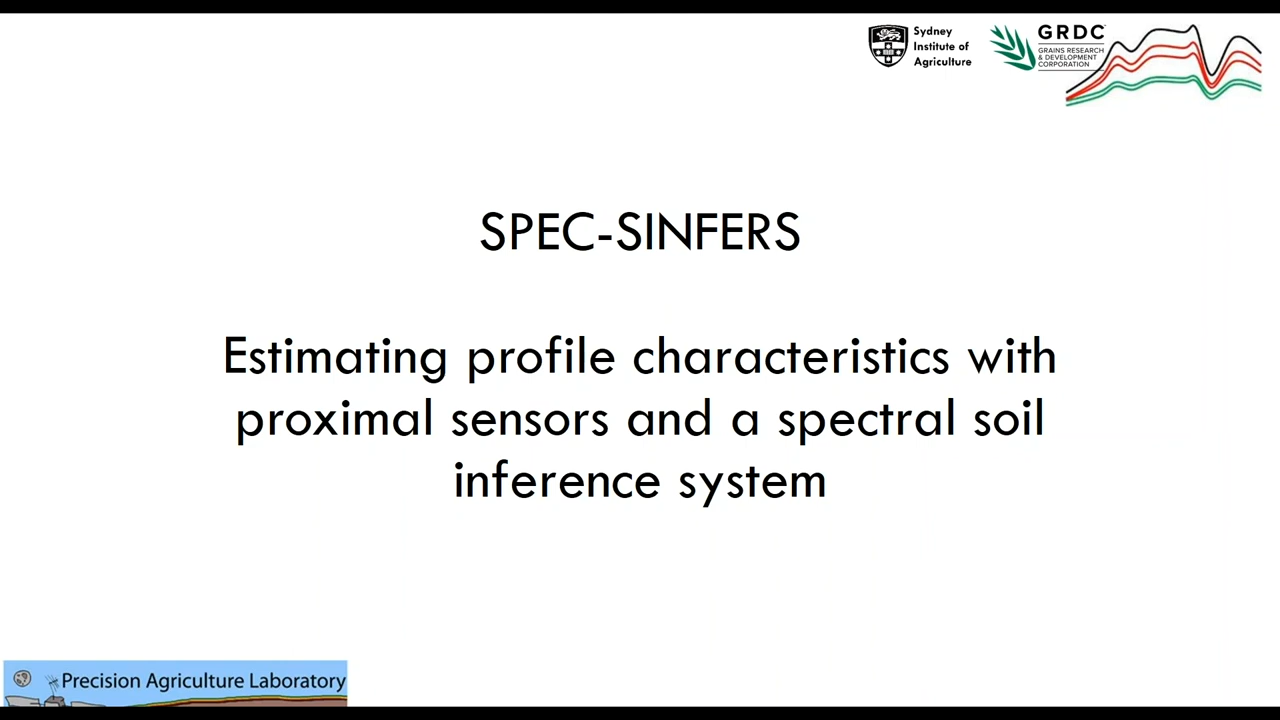 Sydney
Institute of
Agriculture
GRDC
GRAINS RESEARCH
& DEVELOPMENT
CORPORATION
SPEC-SINFERS
Estimating profile characteristics with
proximal sensors and a spectral soil
inference system
Precision Agriculture Laboratory